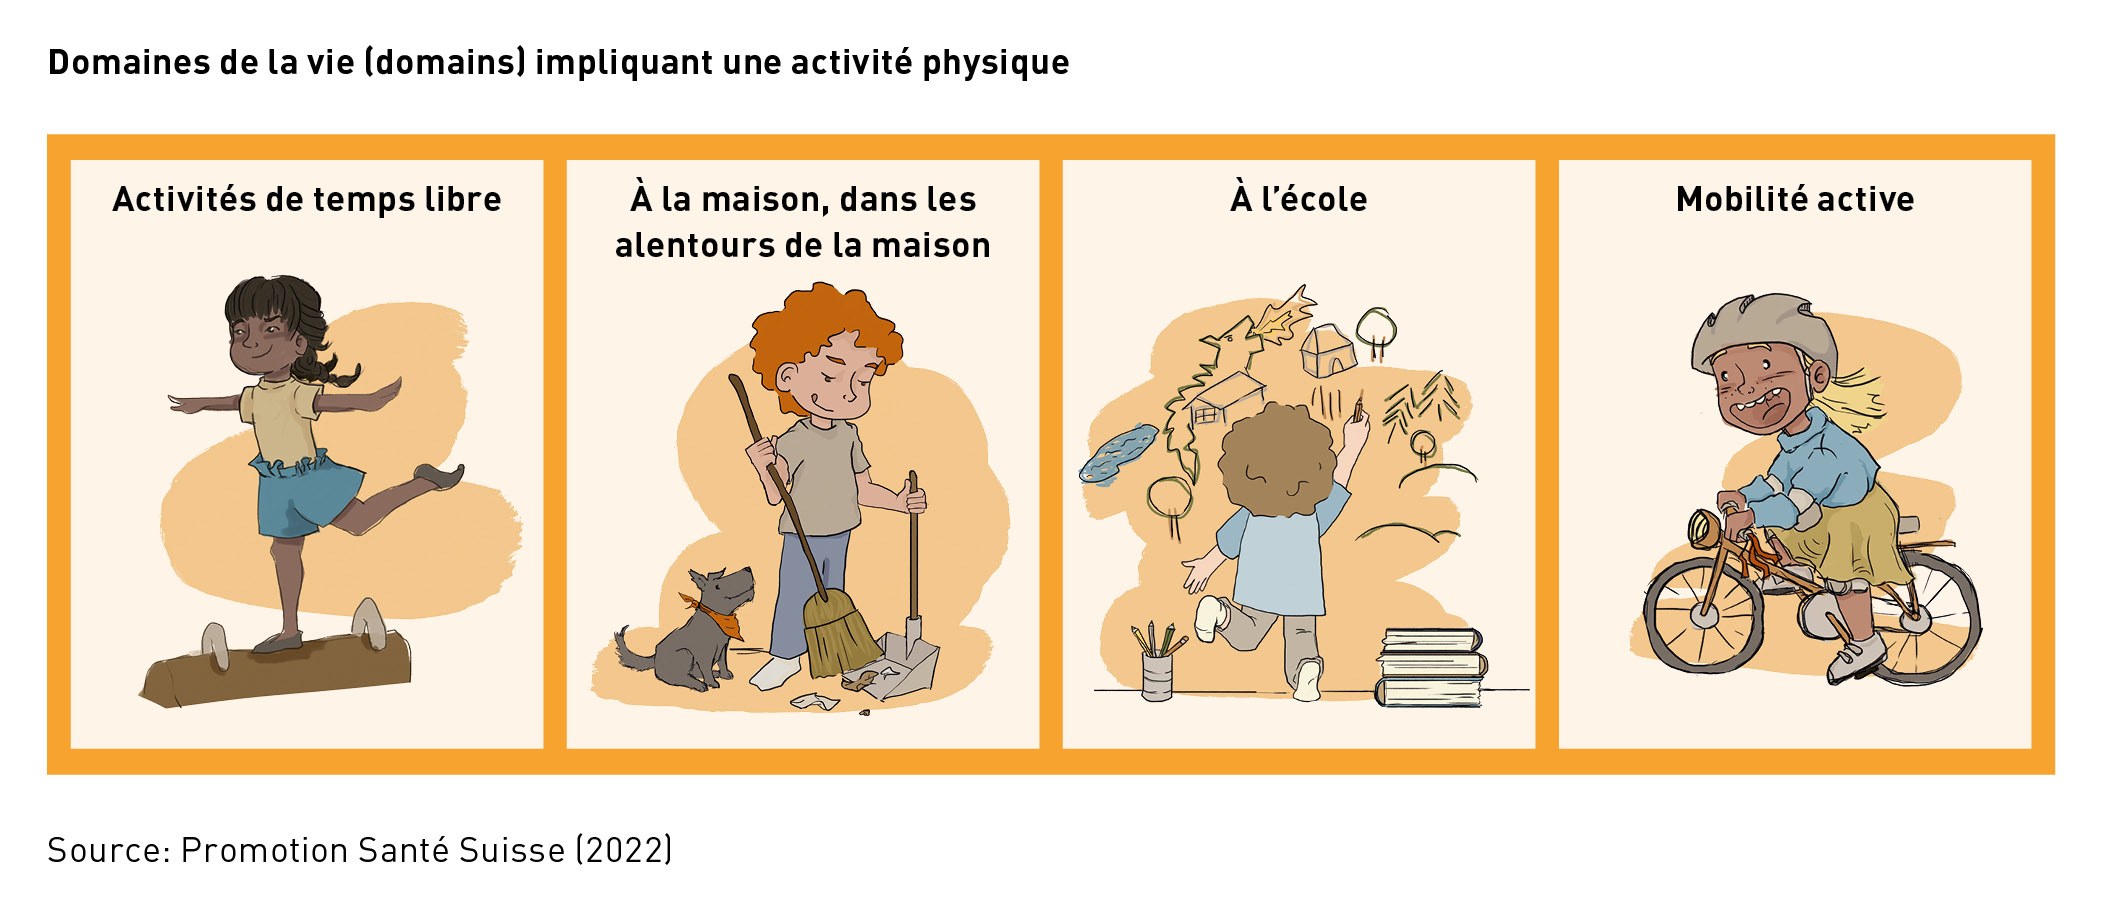 Domaines de la vie (domains) impliquant une activité physique
Activités de temps libre
À la maison, dans les
alentours de la maison
À l’école
Mobilité active
Source: Promotion Santé Suisse (2022)